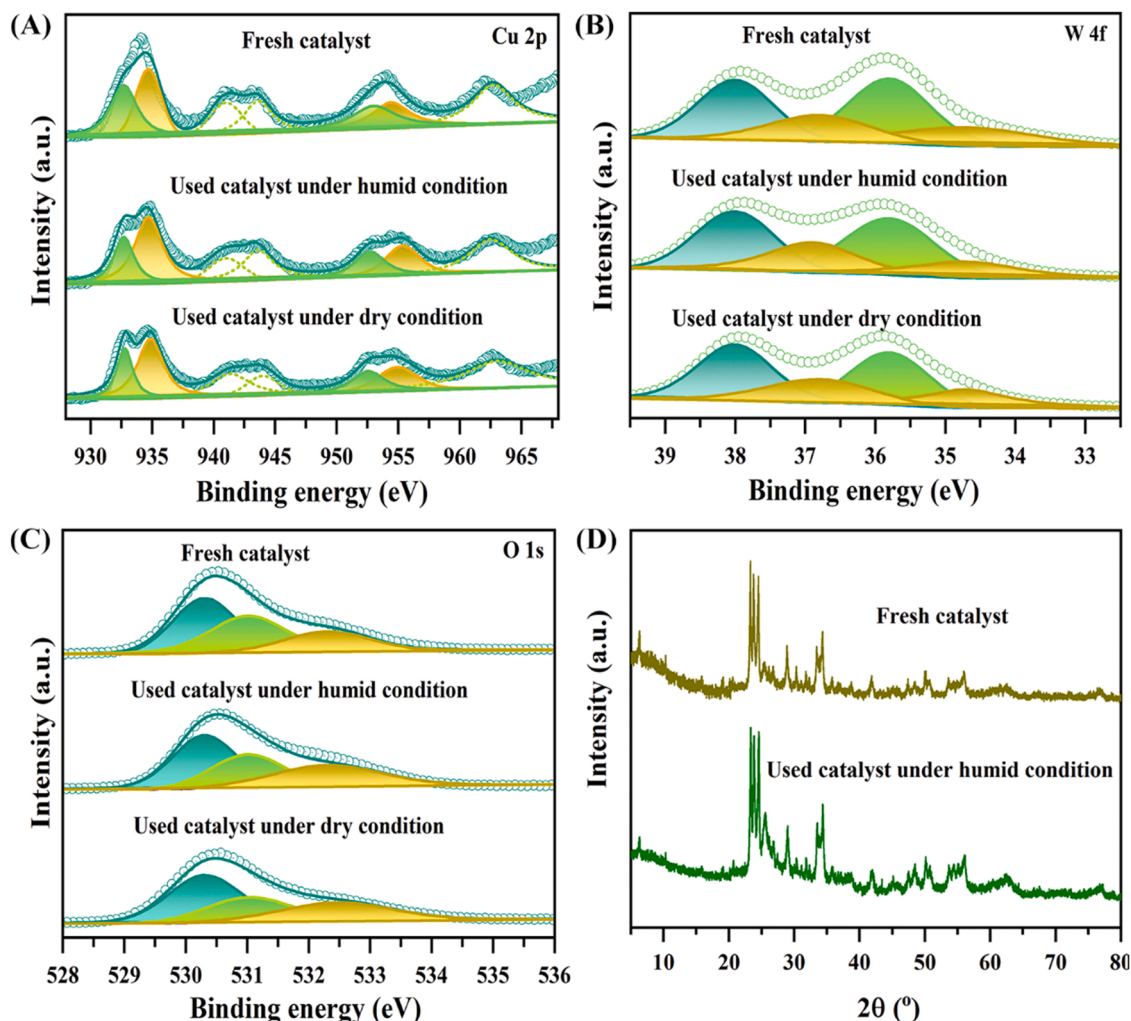 (A)
Fresh catalyst
Cu 2p
Used catalyst under humid condition
Used catalyst under dry condition
Intensity (a.u.)
930 935 940 945 950 955 960 965
Binding energy (eV)
(B)
Fresh catalyst
W 4f
Used catalyst under humid condition
Used catalyst under dry condition
Intensity (a.u.)
39 38 37 36 35 34 33
Binding energy (eV)
(C)
Fresh catalyst
O 1s
Used catalyst under humid condition
Used catalyst under dry condition
Intensity (a.u.)
528 529 530 531 532 533 534 535 536
Binding energy (eV)
(D)
Fresh catalyst
Used catalyst under humid condition
Intensity (a.u.)
10 20 30 40 50 60 70 80
2θ (º)